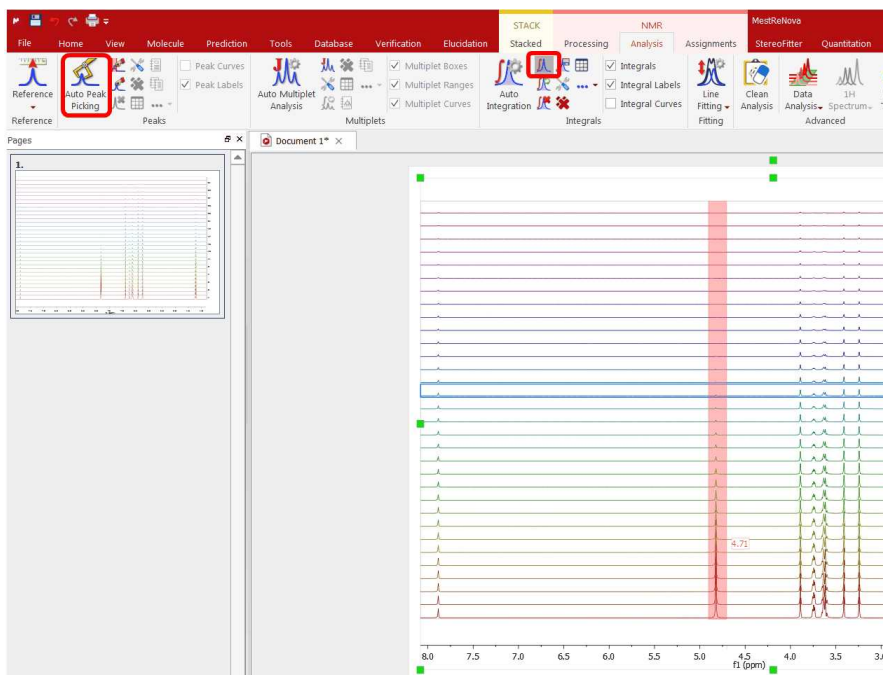 STACK NMR MestReNova
File Home View Molecule Prediction Tools Database Verification Elucidation Stacked Processing Analysis Assignments StereoFitter Quantitation
Reference
Auto Peak Picking
Peak Curves
Peak Labels
Auto Multiplet Analysis
Multiplet Boxes
Multiplet Ranges
Multiplet Curves
Auto Integration
Integrals
Integral Labels
Integral Curves
Line Fitting
Clean Analysis
Data Analysis
1H Spectrum
Reference Peaks Multiplets Integrals Fitting Advanced
Pages
Document 1*
1.
4.71
8.0 7.5 7.0 6.5 6.0 5.5 5.0 4.5 4.0 3.5 3.0
f1 (ppm)